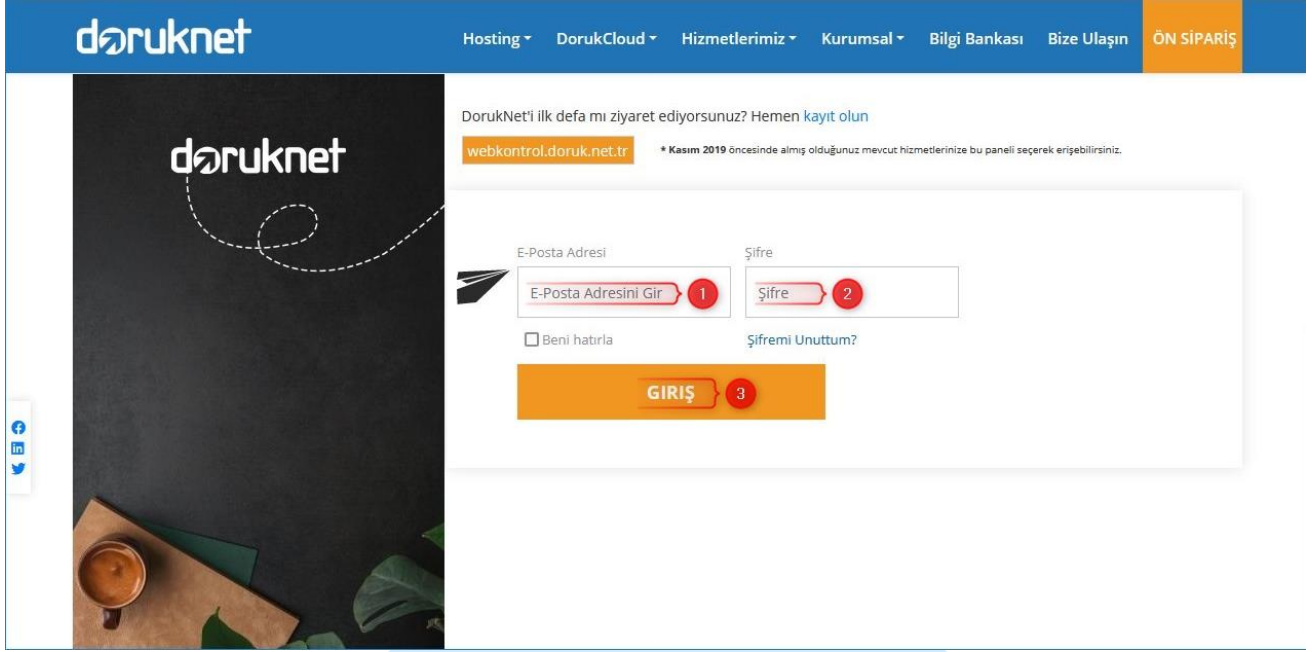 doruknet
Hosting DorukCloud Hizmetlerimiz Kurumsal Bilgi Bankası Bize Ulaşın ÖN SİPARİŞ
doruknet
DorukNet'i ilk defa mı ziyaret ediyorsunuz? Hemen kayıt olun
webkontrol.doruk.net.tr * Kasım 2019 öncesinde almış olduğunuz mevcut hizmetlerinize bu paneli seçerek erişebilirsiniz.
E-Posta Adresi Şifre
E-Posta Adresini Gir 1 Şifre 2
Beni hatırla Şifremi Unuttum?
GIRIŞ 3